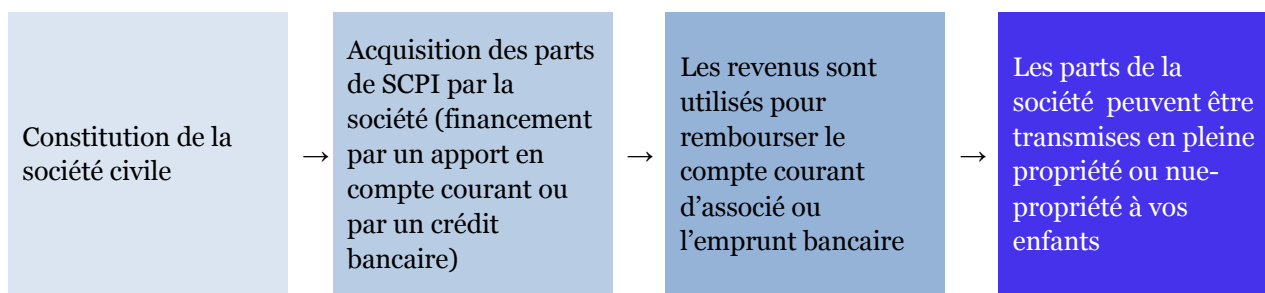 Constitution de la
société civile
→
Acquisition des parts
de SCPI par la
société (financement
par un apport en
compte courant ou
par un crédit
bancaire)
→
Les revenus sont
utilisés pour
rembourser le
compte courant
d’associé ou
l’emprunt bancaire
→
Les parts de la
société peuvent être
transmises en pleine
propriété ou nue-
propriété à vos
enfants